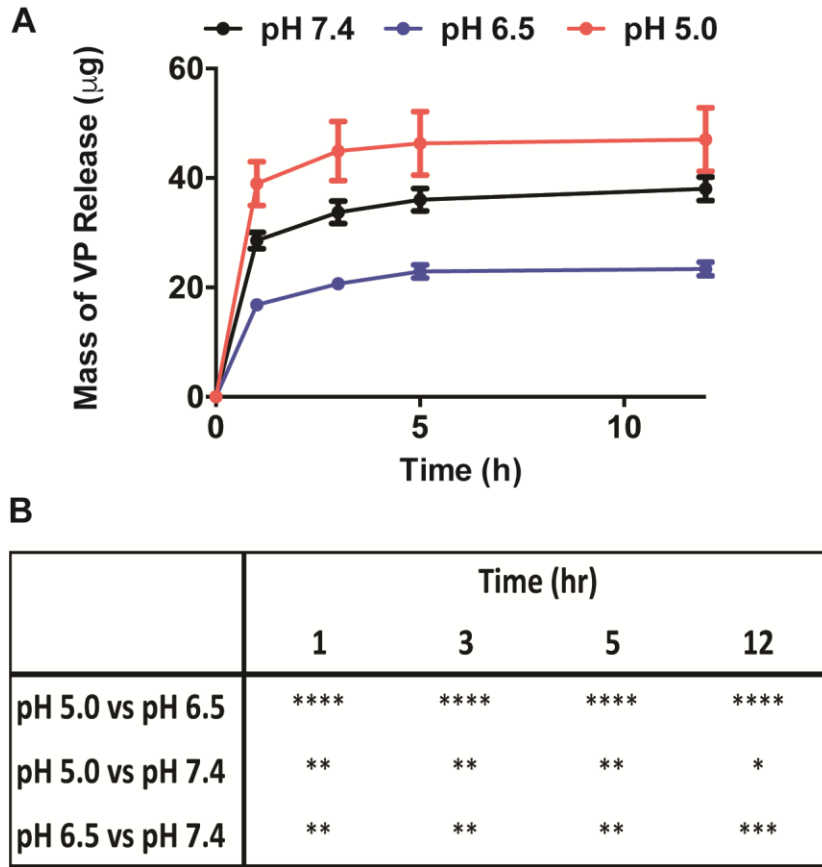 A
pH 7.4 pH 6.5 pH 5.0
Mass of VP Release (µg)
60
40
20
0
0 5 10
Time (h)
B
Time (hr)
1 3 5 12
pH 5.0 vs pH 6.5 **** **** **** ****
pH 5.0 vs pH 7.4 ** ** ** *
pH 6.5 vs pH 7.4 ** ** ** ***